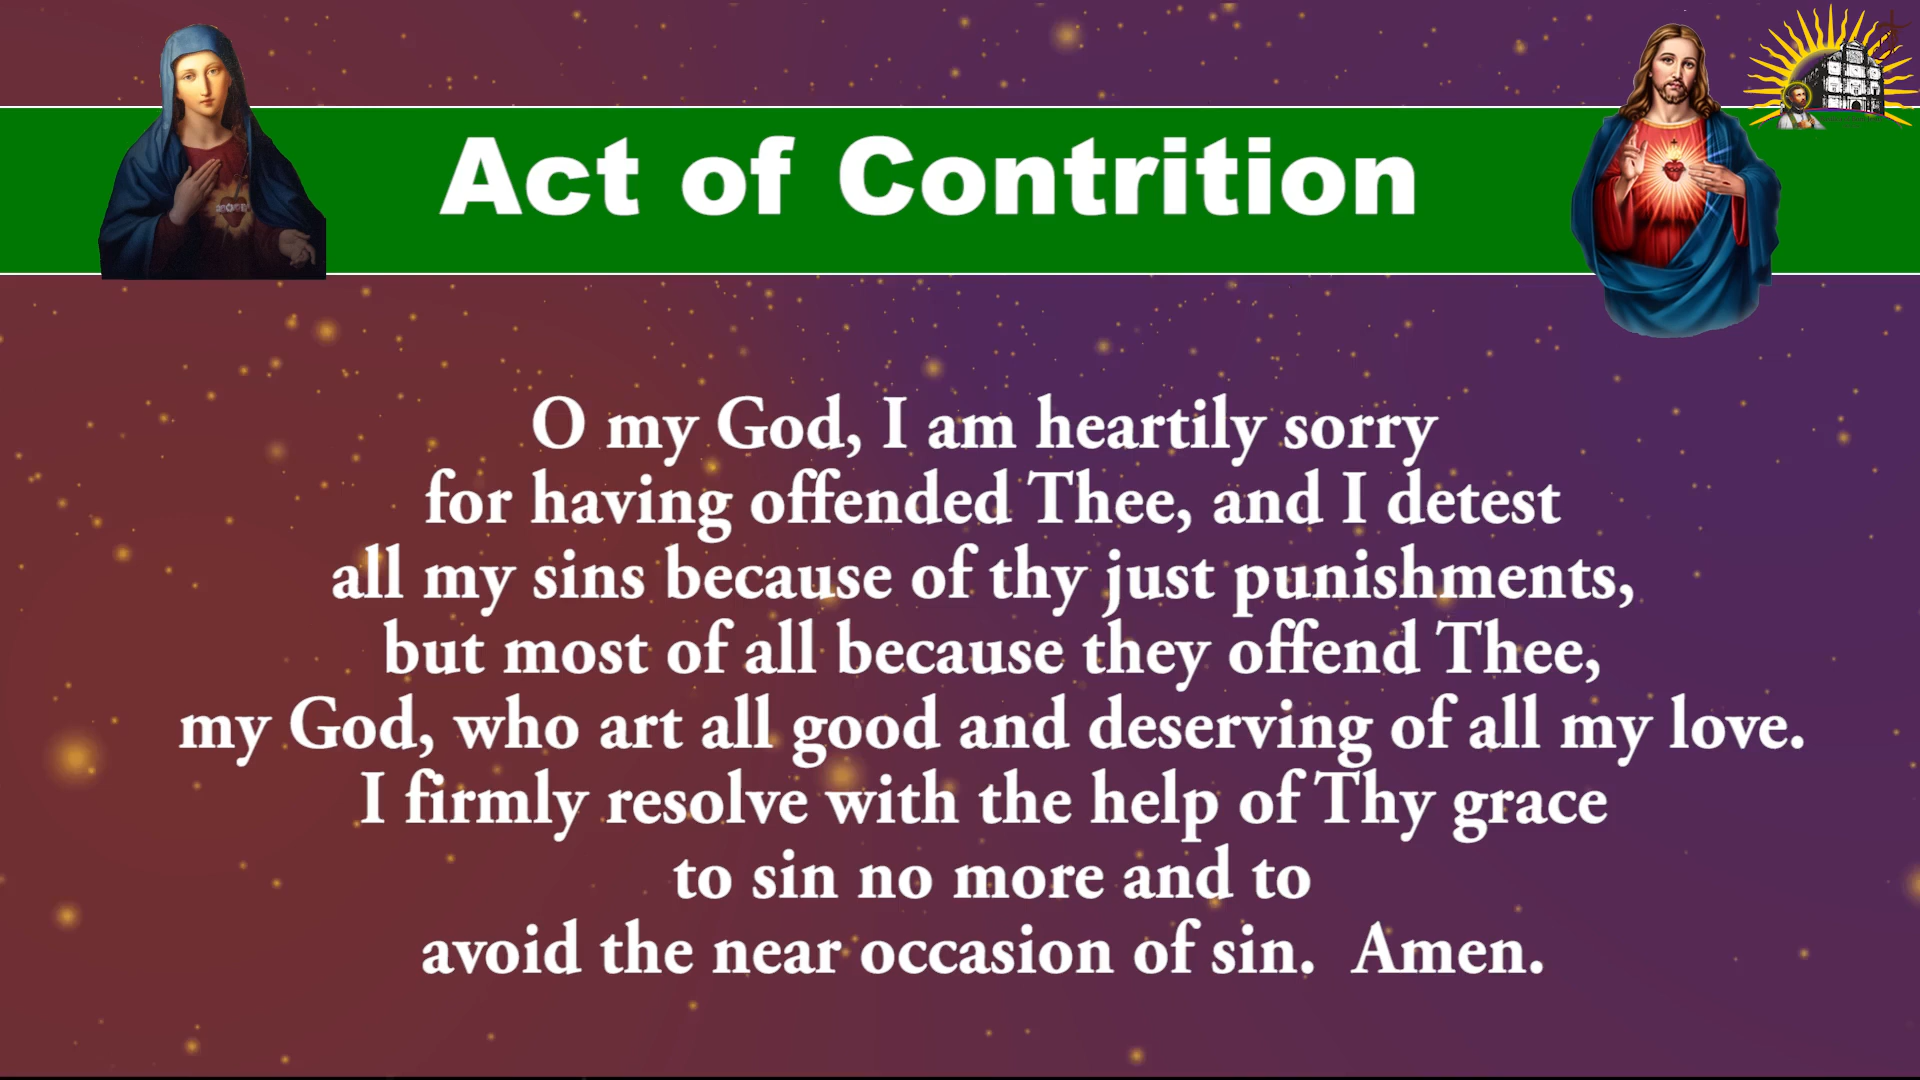 Act of Contrition
O my God, I am heartily sorry
for having offended Thee, and I detest
all my sins because of thy just punishments,
but most of all because they offend Thee,
my God, who art all good and deserving of all my love.
I firmly resolve with the help of Thy grace
to sin no more and to
avoid the near occasion of sin.  Amen.